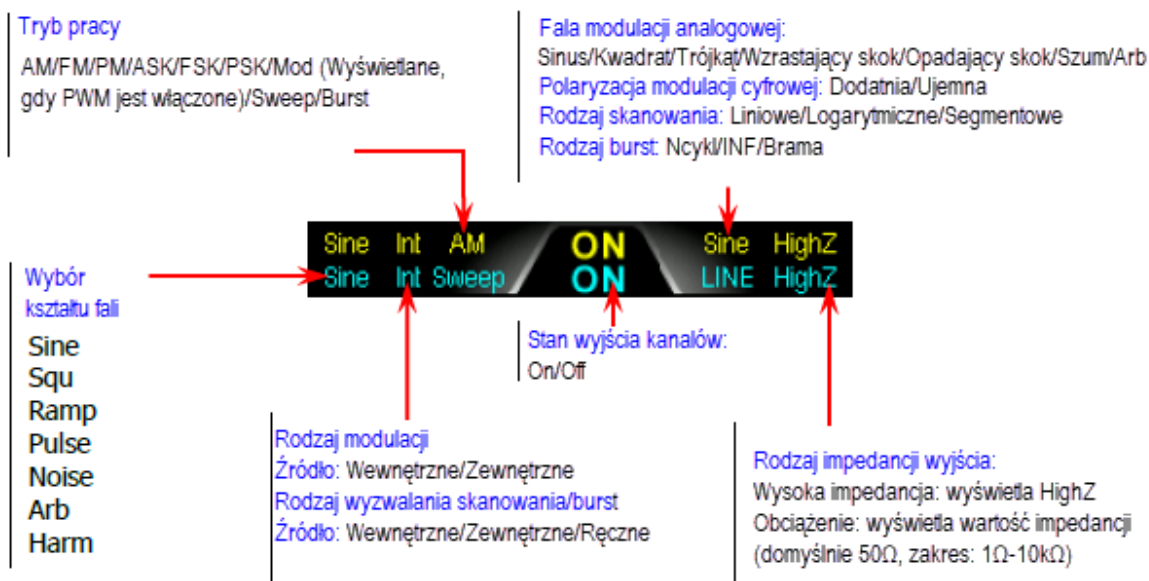 Tryb pracy
AM/FM/PM/ASK/FSK/PSK/Mod (Wyświetlane,
gdy PWM jest włączone)/Sweep/Burst
Fala modulacji analogowej:
Sinus/Kwadrat/Trójkąt/Wzrastający skok/Opadający skok/Szum/Arb
Polaryzacja modulacji cyfrowej: Dodatnia/Ujemna
Rodzaj skanowania: Liniowe/Logarytmiczne/Segmentowe
Rodzaj burst: Ncykl/INF/Brama
Sine Int AM ON Sine HighZ
Sine Int Sweep ON LINE HighZ
Wybór
kształtu fali
Sine
Squ
Ramp
Pulse
Noise
Arb
Harm
Stan wyjścia kanałów:
On/Off
Rodzaj modulacji
Źródło: Wewnętrzne/Zewnętrzne
Rodzaj wyzwalania skanowania/burst
Źródło: Wewnętrzne/Zewnętrzne/Ręczne
Rodzaj impedancji wyjścia:
Wysoka impedancja: wyświetla HighZ
Obciążenie: wyświetla wartość impedancji
(domyślnie 50Ω, zakres: 1Ω-10kΩ)